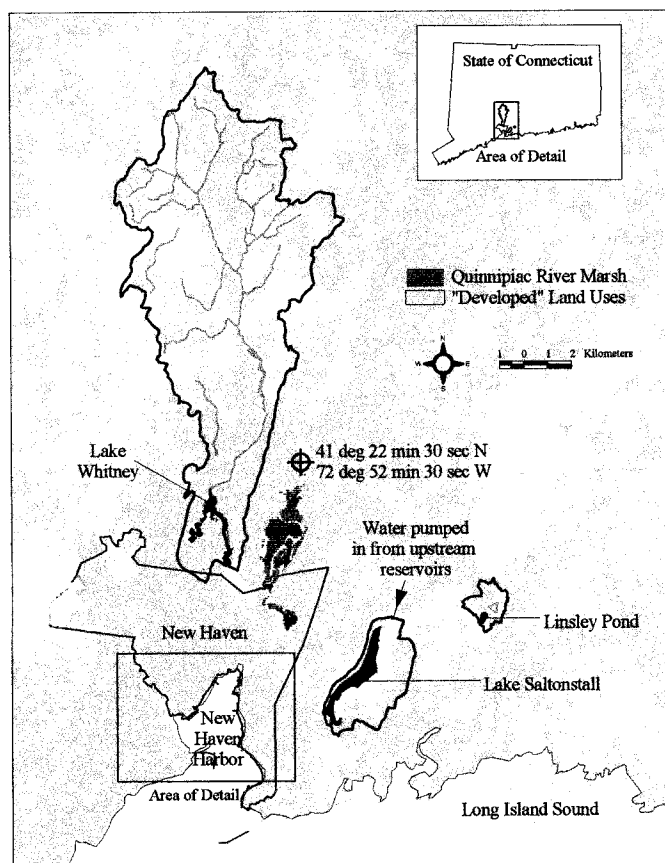 State of Connecticut
Area of Detail
Quinnipiac River Marsh
"Developed" Land Uses
N
W E
S
1 0 1 2 Kilometers
Lake
Whitney
41 deg 22 min 30 sec N
72 deg 52 min 30 sec W
Water pumped
in from upstream
reservoirs
New Haven
Linsley Pond
Lake Saltonstall
New
Haven
Harbor
Area of Detail
Long Island Sound